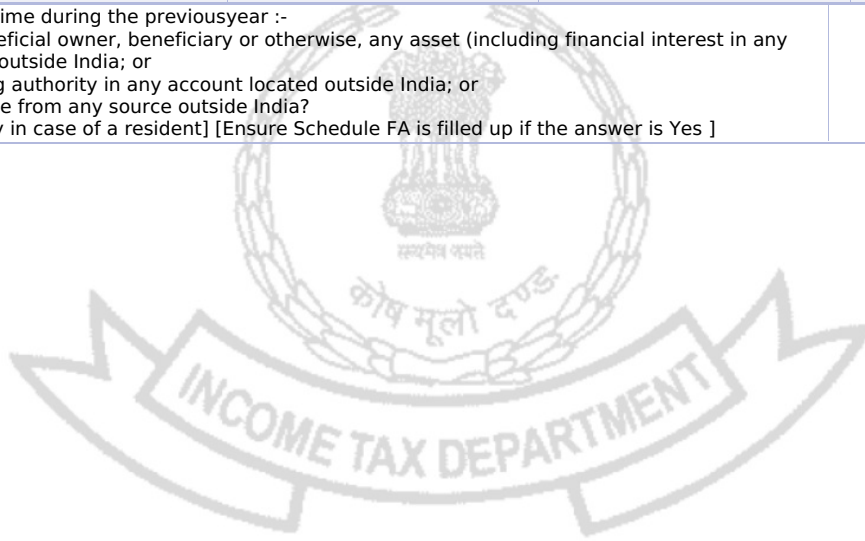 ime during the previousyear :-
eficial owner, beneficiary or otherwise, any asset (including financial interest in any
outside India; or
g authority in any account located outside India; or
e from any source outside India?
y in case of a resident] [Ensure Schedule FA is filled up if the answer is Yes ]
सत्यमेव जयते
कोष मूलो दण्ड
INCOME TAX DEPARTMENT